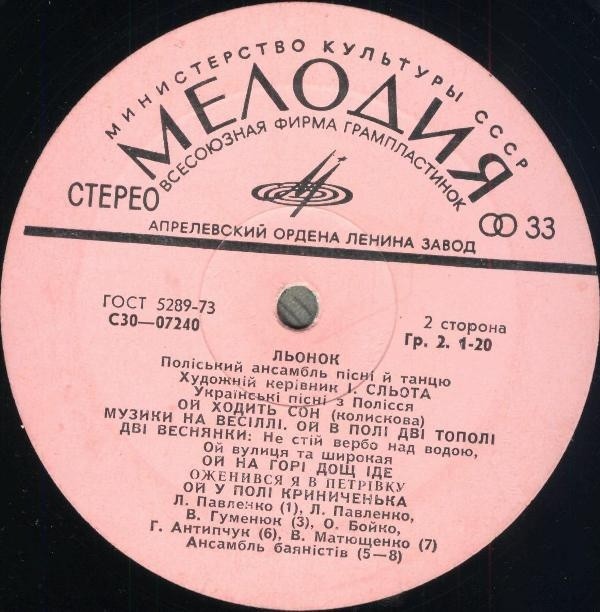 МИНИСТЕРСТВО КУЛЬТУРЫ СССР
МЕЛОДИЯ
ВСЕСОЮЗНАЯ ФИРМА ГРАМПЛАСТИНОК
СТЕРЕО
33
АПРЕЛЕВСКИЙ ОРДЕНА ЛЕНИНА ЗАВОД
ГОСТ 5289-73
С30—07240
2 сторона
Гр. 2. 1-20
ЛЬОНОК
Поліський ансамбль пісні й танцю
Художній керівник І. СЛЬОТА
Українські пісні з Полісся
ОЙ ХОДИТЬ СОН (колискова)
МУЗИКИ НА ВЕСІЛЛІ. ОЙ В ПОЛІ ДВІ ТОПОЛІ
ДВІ ВЕСНЯНКИ: Не стій вербо над водою,
Ой вулиця та широкая
ОЙ НА ГОРІ ДОЩ ІДЕ
ОЖЕНИВСЯ Я В ПЕТРІВКУ
ОЙ У ПОЛІ КРИНИЧЕНЬКА
Л. Павленко (1), Л. Павленко,
В. Гуменюк (3), О. Бойко,
Г. Антипчук (6), В. Матющенко (7)
Ансамбль баяністів (5—8)